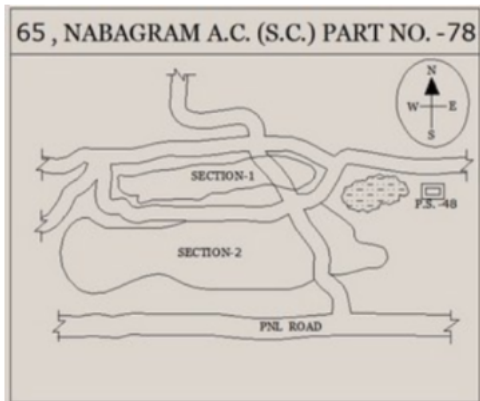 65 , NABAGRAM A.C. (S.C.) PART NO. -78
N
W E
S
SECTION-1
P.S. -48
SECTION-2
PNL ROAD